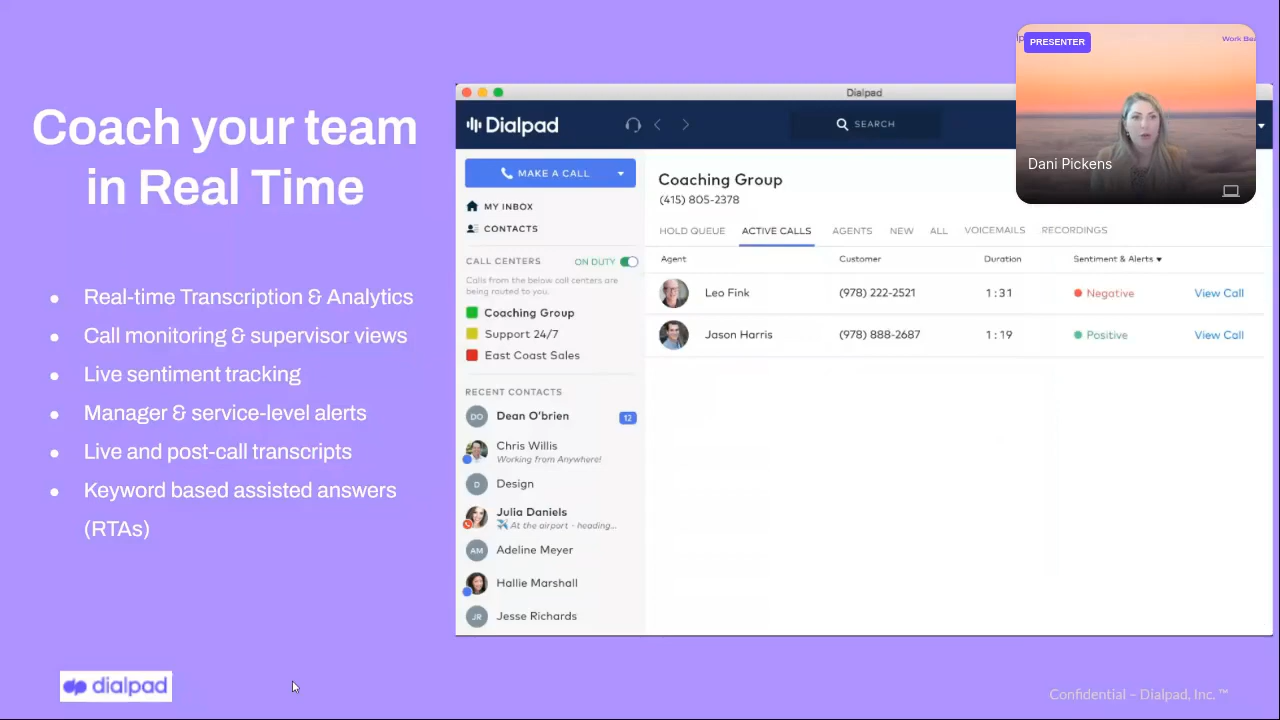 Coach your team
in Real Time
● Real-time Transcription & Analytics
● Call monitoring & supervisor views
● Live sentiment tracking
● Manager & service-level alerts
● Live and post-call transcripts
● Keyword based assisted answers
(RTAs)
dialpad
Dialpad
Dialpad
SEARCH
MAKE A CALL
MY INBOX
CONTACTS
CALL CENTERS ON DUTY
Calls from the below call centers are
being routed to you.
Coaching Group
Support 24/7
East Coast Sales
RECENT CONTACTS
DO Dean O'brien 12
Chris Willis
Working from Anywhere!
D Design
Julia Daniels
✈️ At the airport - heading...
AM Adeline Meyer
Hallie Marshall
JR Jesse Richards
Coaching Group
(415) 805-2378
HOLD QUEUE ACTIVE CALLS AGENTS NEW ALL VOICEMAILS RECORDINGS
Agent Customer Duration Sentiment & Alerts ▼
Leo Fink (978) 222-2521 1:31 Negative View Call
Jason Harris (978) 888-2687 1:19 Positive View Call
PRESENTER
Work Bea
Dani Pickens
Confidential – Dialpad, Inc. ™